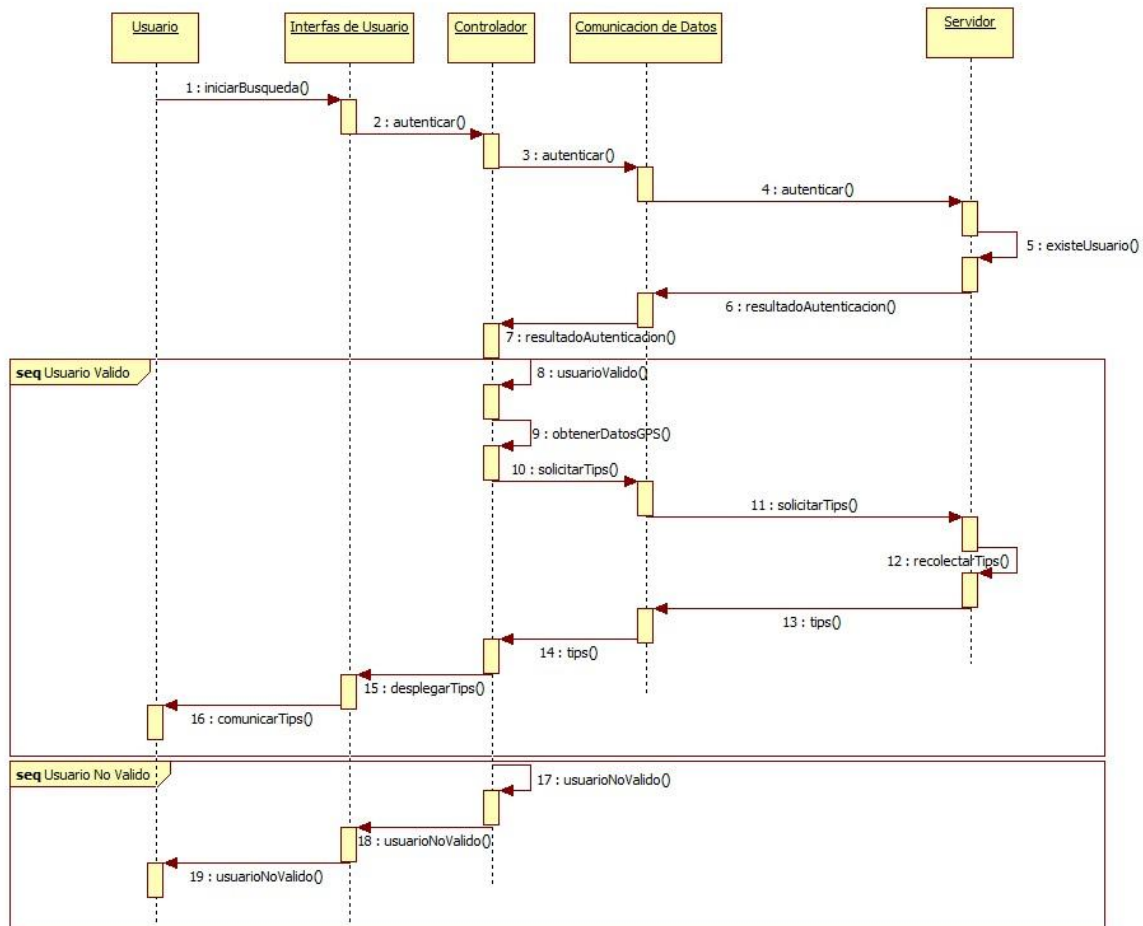 Usuario
Interfas de Usuario
Controlador
Comunicacion de Datos
Servidor
1 : iniciarBusqueda()
2 : autenticar()
3 : autenticar()
4 : autenticar()
5 : existeUsuario()
6 : resultadoAutenticacion()
7 : resultadoAutenticacion()
seq Usuario Valido
8 : usuarioValido()
9 : obtenerDatosGPS()
10 : solicitarTips()
11 : solicitarTips()
12 : recolectarTips()
13 : tips()
14 : tips()
15 : desplegarTips()
16 : comunicarTips()
seq Usuario No Valido
17 : usuarioNoValido()
18 : usuarioNoValido()
19 : usuarioNoValido()